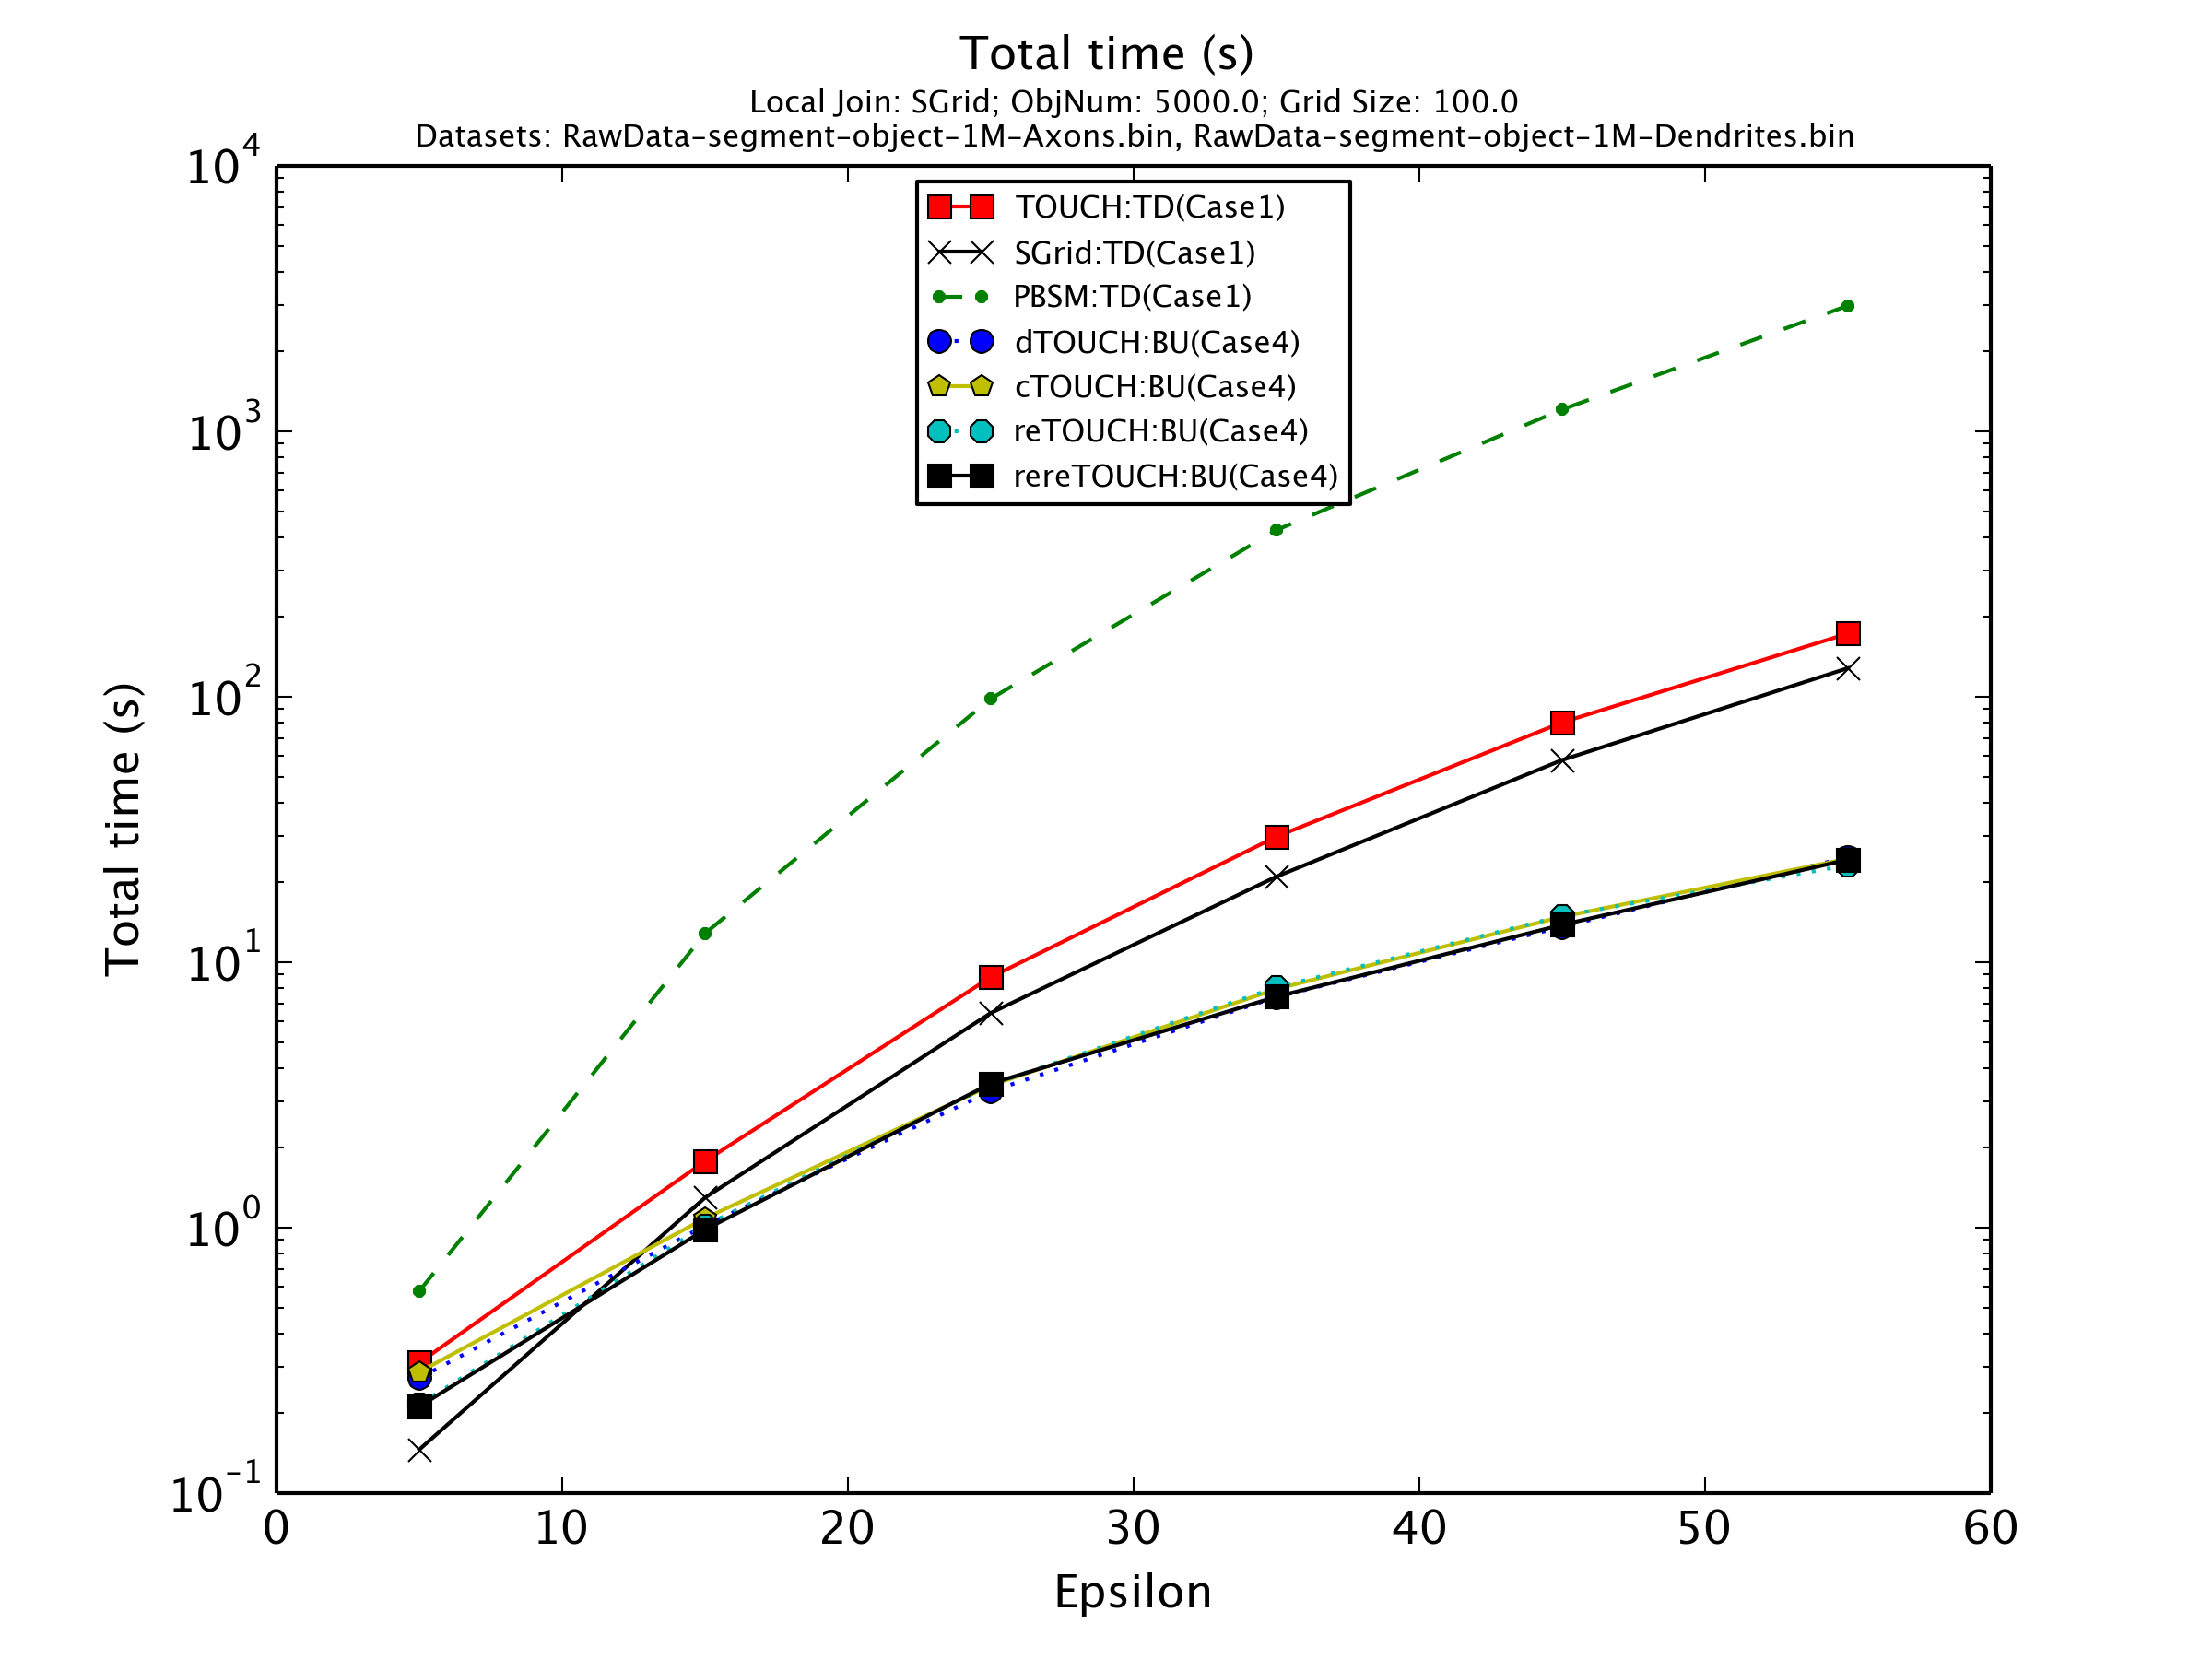 Total time (s)
Local Join: SGrid; ObjNum: 5000.0; Grid Size: 100.0
Datasets: RawData-segment-object-1M-Axons.bin, RawData-segment-object-1M-Dendrites.bin
TOUCH:TD(Case1)
SGrid:TD(Case1)
PBSM:TD(Case1)
dTOUCH:BU(Case4)
cTOUCH:BU(Case4)
reTOUCH:BU(Case4)
rereTOUCH:BU(Case4)
Total time (s)
10^4
10^3
10^2
10^1
10^0
10^-1
0 10 20 30 40 50 60
Epsilon